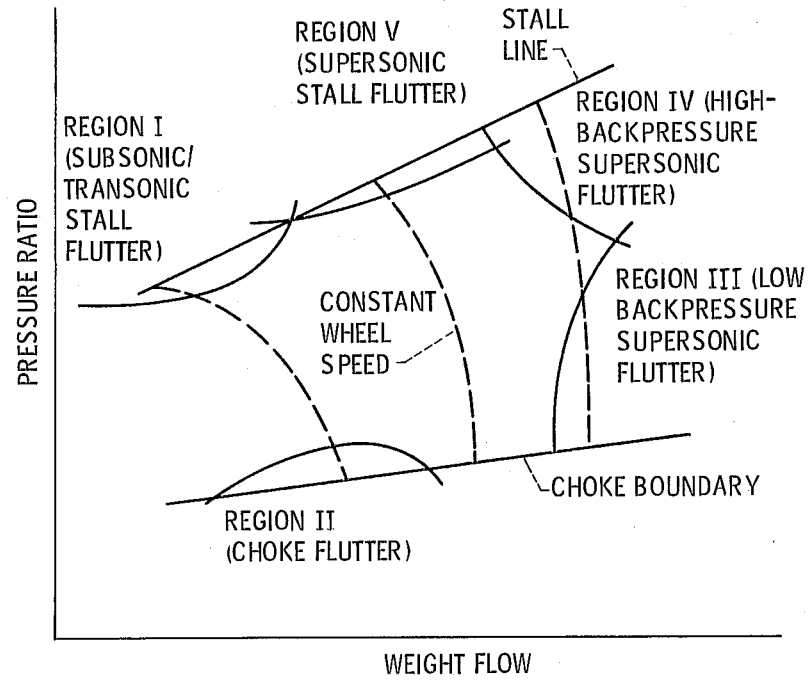 REGION V
(SUPERSONIC
STALL FLUTTER)
STALL
LINE
REGION I
(SUBSONIC/
TRANSONIC
STALL
FLUTTER)
REGION IV (HIGH-
BACKPRESSURE
SUPERSONIC
FLUTTER)
PRESSURE RATIO
CONSTANT
WHEEL
SPEED
REGION III (LOW
BACKPRESSURE
SUPERSONIC
FLUTTER)
CHOKE BOUNDARY
REGION II
(CHOKE FLUTTER)
WEIGHT FLOW